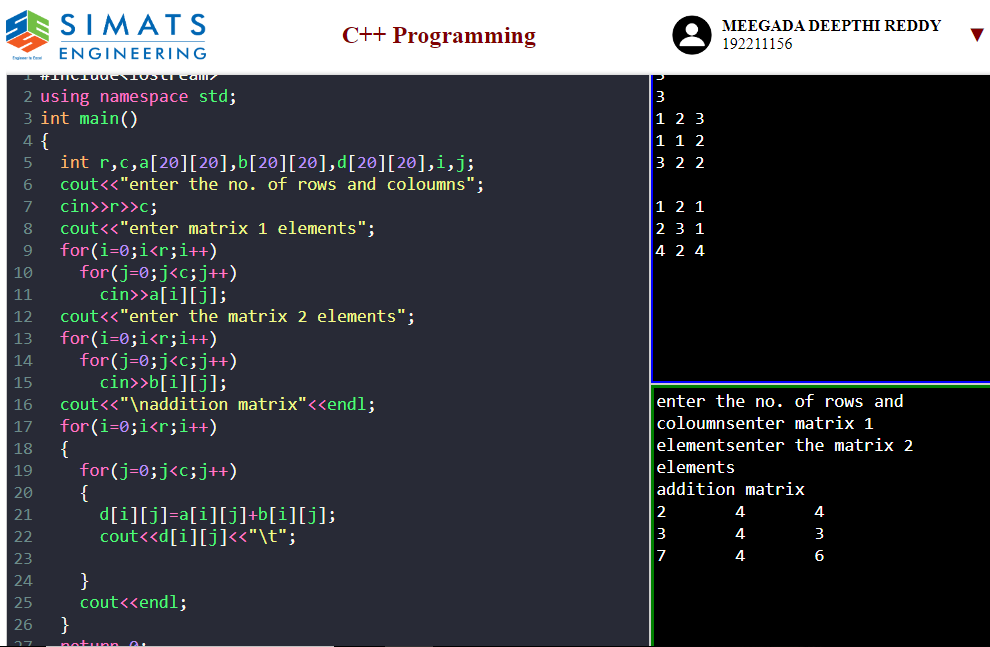 SIMATS
ENGINEERING
Engineer to Excel
C++ Programming
MEEGADA DEEPTHI REDDY
192211156
1 #include<iostream>
2 using namespace std;
3 int main()
4 {
5 int r,c,a[20][20],b[20][20],d[20][20],i,j;
6 cout<<"enter the no. of rows and coloumns";
7 cin>>r>>c;
8 cout<<"enter matrix 1 elements";
9 for(i=0;i<r;i++)
10 for(j=0;j<c;j++)
11 cin>>a[i][j];
12 cout<<"enter the matrix 2 elements";
13 for(i=0;i<r;i++)
14 for(j=0;j<c;j++)
15 cin>>b[i][j];
16 cout<<"\naddition matrix"<<endl;
17 for(i=0;i<r;i++)
18 {
19 for(j=0;j<c;j++)
20 {
21 d[i][j]=a[i][j]+b[i][j];
22 cout<<d[i][j]<<"\t";
23
24 }
25 cout<<endl;
26 }
27 return 0;
3
3
1 2 3
1 1 2
3 2 2
1 2 1
2 3 1
4 2 4
enter the no. of rows and
coloumnsenter matrix 1
elementsenter the matrix 2
elements
addition matrix
2 4 4
3 4 3
7 4 6